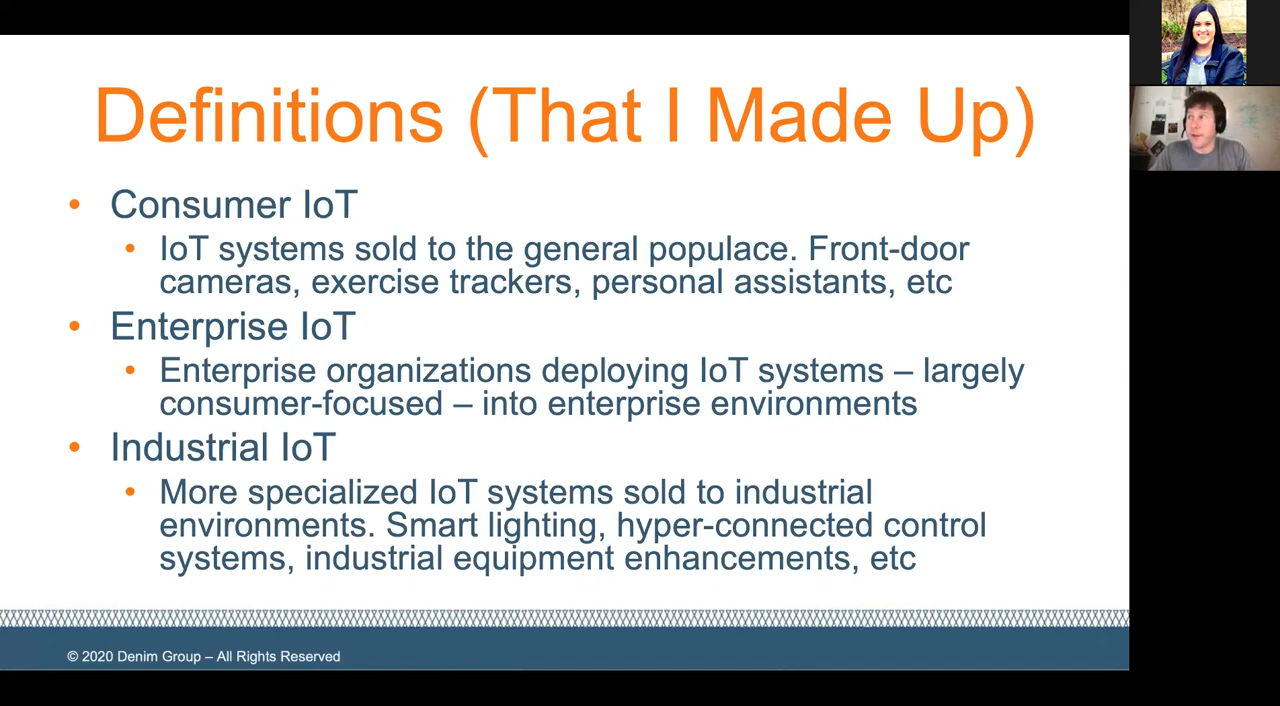 Definitions (That I Made Up)
• Consumer IoT
• IoT systems sold to the general populace. Front-door
cameras, exercise trackers, personal assistants, etc
• Enterprise IoT
• Enterprise organizations deploying IoT systems – largely
consumer-focused – into enterprise environments
• Industrial IoT
• More specialized IoT systems sold to industrial
environments. Smart lighting, hyper-connected control
systems, industrial equipment enhancements, etc
© 2020 Denim Group – All Rights Reserved